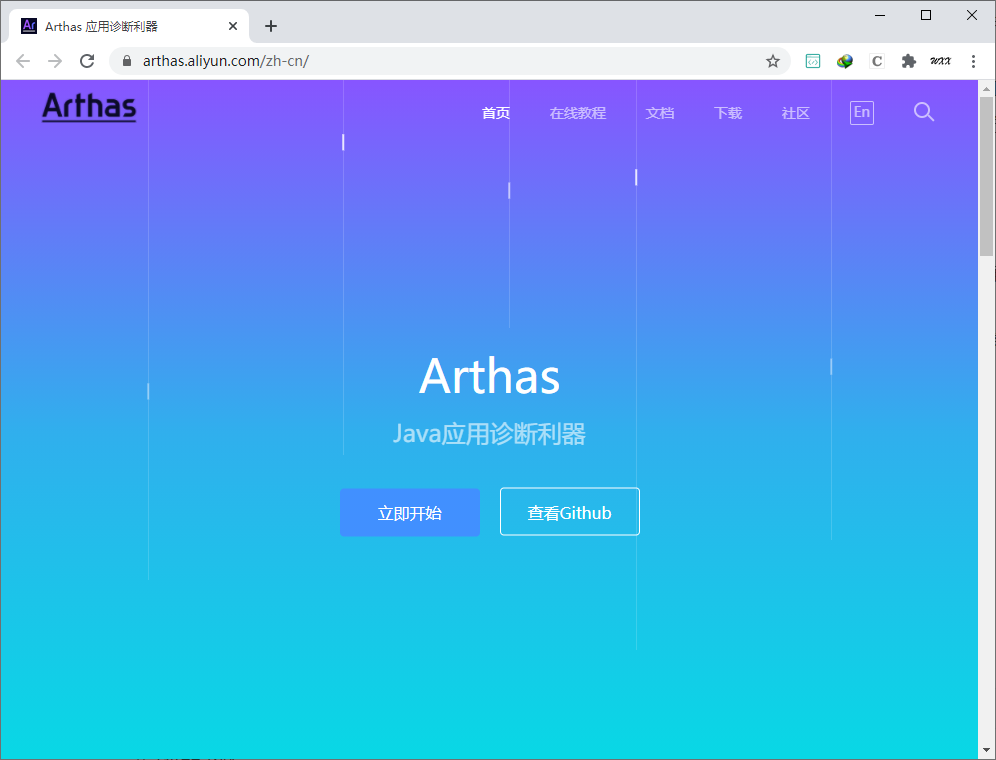 Ar Arthas 应用诊断利器
arthas.aliyun.com/zh-cn/
Arthas
首页 在线教程 文档 下载 社区 En
Arthas
Java应用诊断利器
立即开始 查看Github